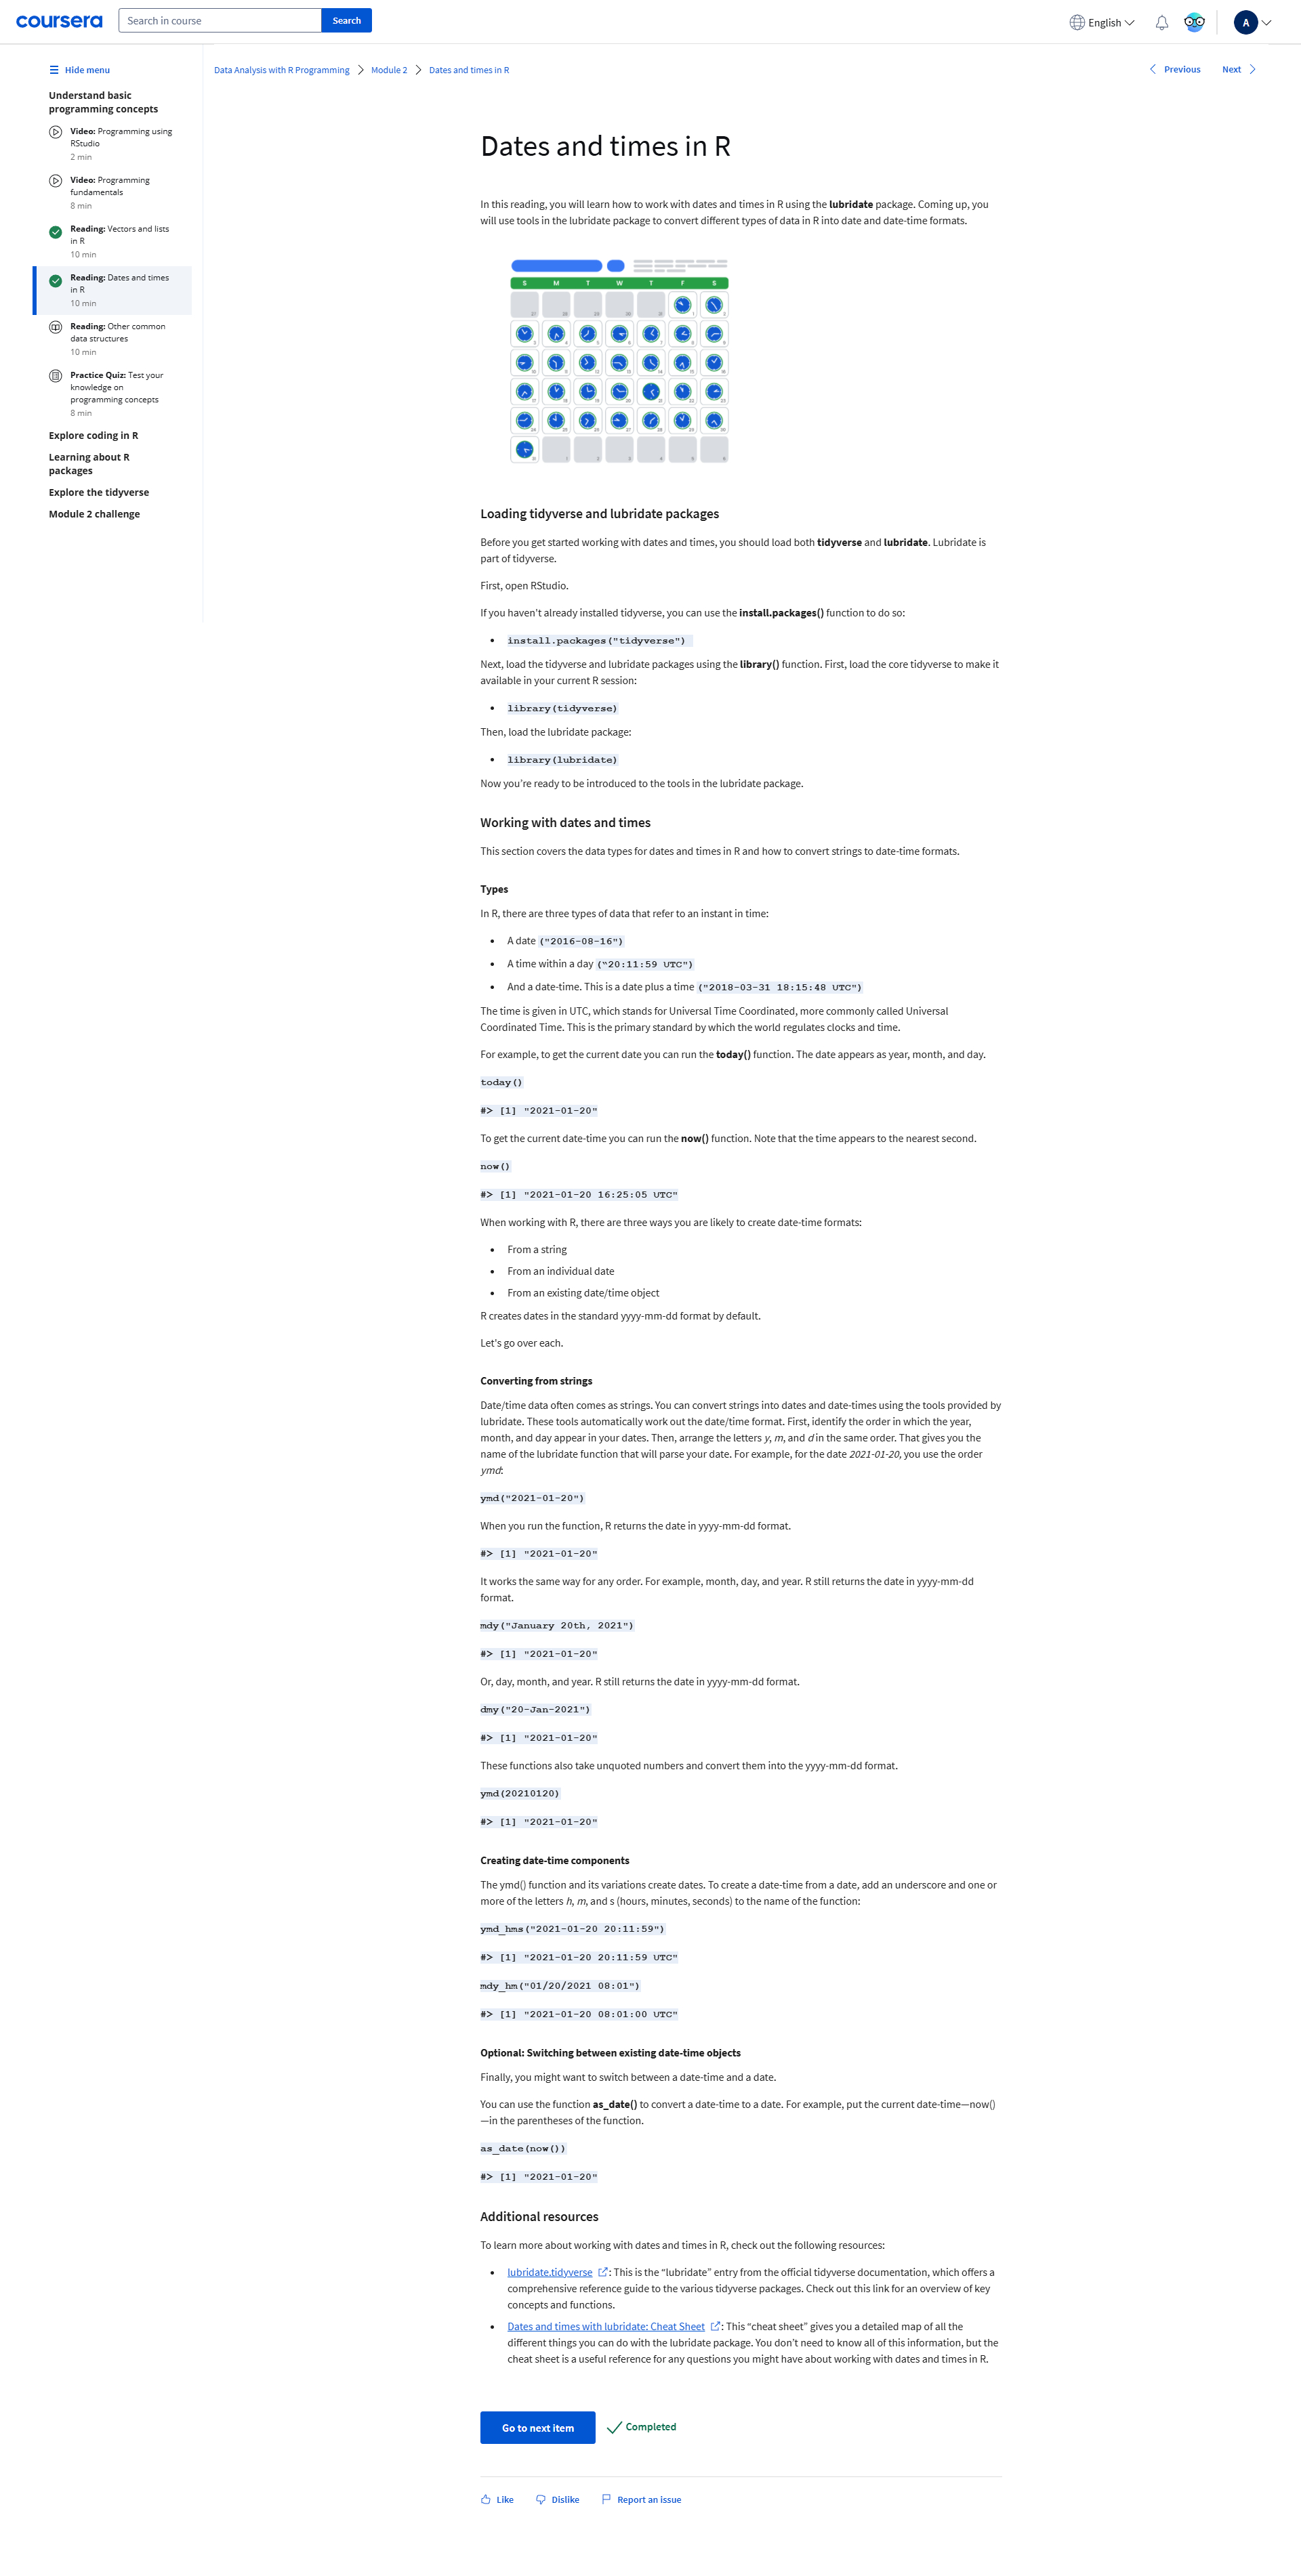 coursera
Search in course
Search
English
A
Hide menu
Data Analysis with R Programming
Module 2
Dates and times in R
Previous
Next
Understand basic
programming concepts
Video: Programming using
RStudio
2 min
Video: Programming
fundamentals
8 min
Reading: Vectors and lists
in R
10 min
Reading: Dates and times
in R
10 min
Reading: Other common
data structures
10 min
Practice Quiz: Test your
knowledge on
programming concepts
8 min
Explore coding in R
Learning about R
packages
Explore the tidyverse
Module 2 challenge
Dates and times in R
In this reading, you will learn how to work with dates and times in R using the lubridate package. Coming up, you
will use tools in the lubridate package to convert different types of data in R into date and date-time formats.
S M T W T F S
Loading tidyverse and lubridate packages
Before you get started working with dates and times, you should load both tidyverse and lubridate. Lubridate is
part of tidyverse.
First, open RStudio.
If you haven't already installed tidyverse, you can use the install.packages() function to do so:
• install.packages("tidyverse")
Next, load the tidyverse and lubridate packages using the library() function. First, load the core tidyverse to make it
available in your current R session:
• library(tidyverse)
Then, load the lubridate package:
• library(lubridate)
Now you’re ready to be introduced to the tools in the lubridate package.
Working with dates and times
This section covers the data types for dates and times in R and how to convert strings to date-time formats.
Types
In R, there are three types of data that refer to an instant in time:
• A date ("2016-08-16")
• A time within a day (“20:11:59 UTC")
• And a date-time. This is a date plus a time ("2018-03-31 18:15:48 UTC")
The time is given in UTC, which stands for Universal Time Coordinated, more commonly called Universal
Coordinated Time. This is the primary standard by which the world regulates clocks and time.
For example, to get the current date you can run the today() function. The date appears as year, month, and day.
today()
#> [1] "2021-01-20"
To get the current date-time you can run the now() function. Note that the time appears to the nearest second.
now()
#> [1] "2021-01-20 16:25:05 UTC"
When working with R, there are three ways you are likely to create date-time formats:
• From a string
• From an individual date
• From an existing date/time object
R creates dates in the standard yyyy-mm-dd format by default.
Let's go over each.
Converting from strings
Date/time data often comes as strings. You can convert strings into dates and date-times using the tools provided by
lubridate. These tools automatically work out the date/time format. First, identify the order in which the year,
month, and day appear in your dates. Then, arrange the letters y, m, and d in the same order. That gives you the
name of the lubridate function that will parse your date. For example, for the date 2021-01-20, you use the order
ymd:
ymd("2021-01-20")
When you run the function, R returns the date in yyyy-mm-dd format.
#> [1] "2021-01-20"
It works the same way for any order. For example, month, day, and year. R still returns the date in yyyy-mm-dd
format.
mdy("January 20th, 2021")
#> [1] "2021-01-20"
Or, day, month, and year. R still returns the date in yyyy-mm-dd format.
dmy("20-Jan-2021")
#> [1] "2021-01-20"
These functions also take unquoted numbers and convert them into the yyyy-mm-dd format.
ymd(20210120)
#> [1] "2021-01-20"
Creating date-time components
The ymd() function and its variations create dates. To create a date-time from a date, add an underscore and one or
more of the letters h, m, and s (hours, minutes, seconds) to the name of the function:
ymd_hms("2021-01-20 20:11:59")
#> [1] "2021-01-20 20:11:59 UTC"
mdy_hm("01/20/2021 08:01")
#> [1] "2021-01-20 08:01:00 UTC"
Optional: Switching between existing date-time objects
Finally, you might want to switch between a date-time and a date.
You can use the function as_date() to convert a date-time to a date. For example, put the current date-time—now()
—in the parentheses of the function.
as_date(now())
#> [1] "2021-01-20"
Additional resources
To learn more about working with dates and times in R, check out the following resources:
• lubridate.tidyverse : This is the “lubridate” entry from the official tidyverse documentation, which offers a
comprehensive reference guide to the various tidyverse packages. Check out this link for an overview of key
concepts and functions.
• Dates and times with lubridate: Cheat Sheet : This “cheat sheet” gives you a detailed map of all the
different things you can do with the lubridate package. You don’t need to know all of this information, but the
cheat sheet is a useful reference for any questions you might have about working with dates and times in R.
Go to next item
Completed
Like
Dislike
Report an issue